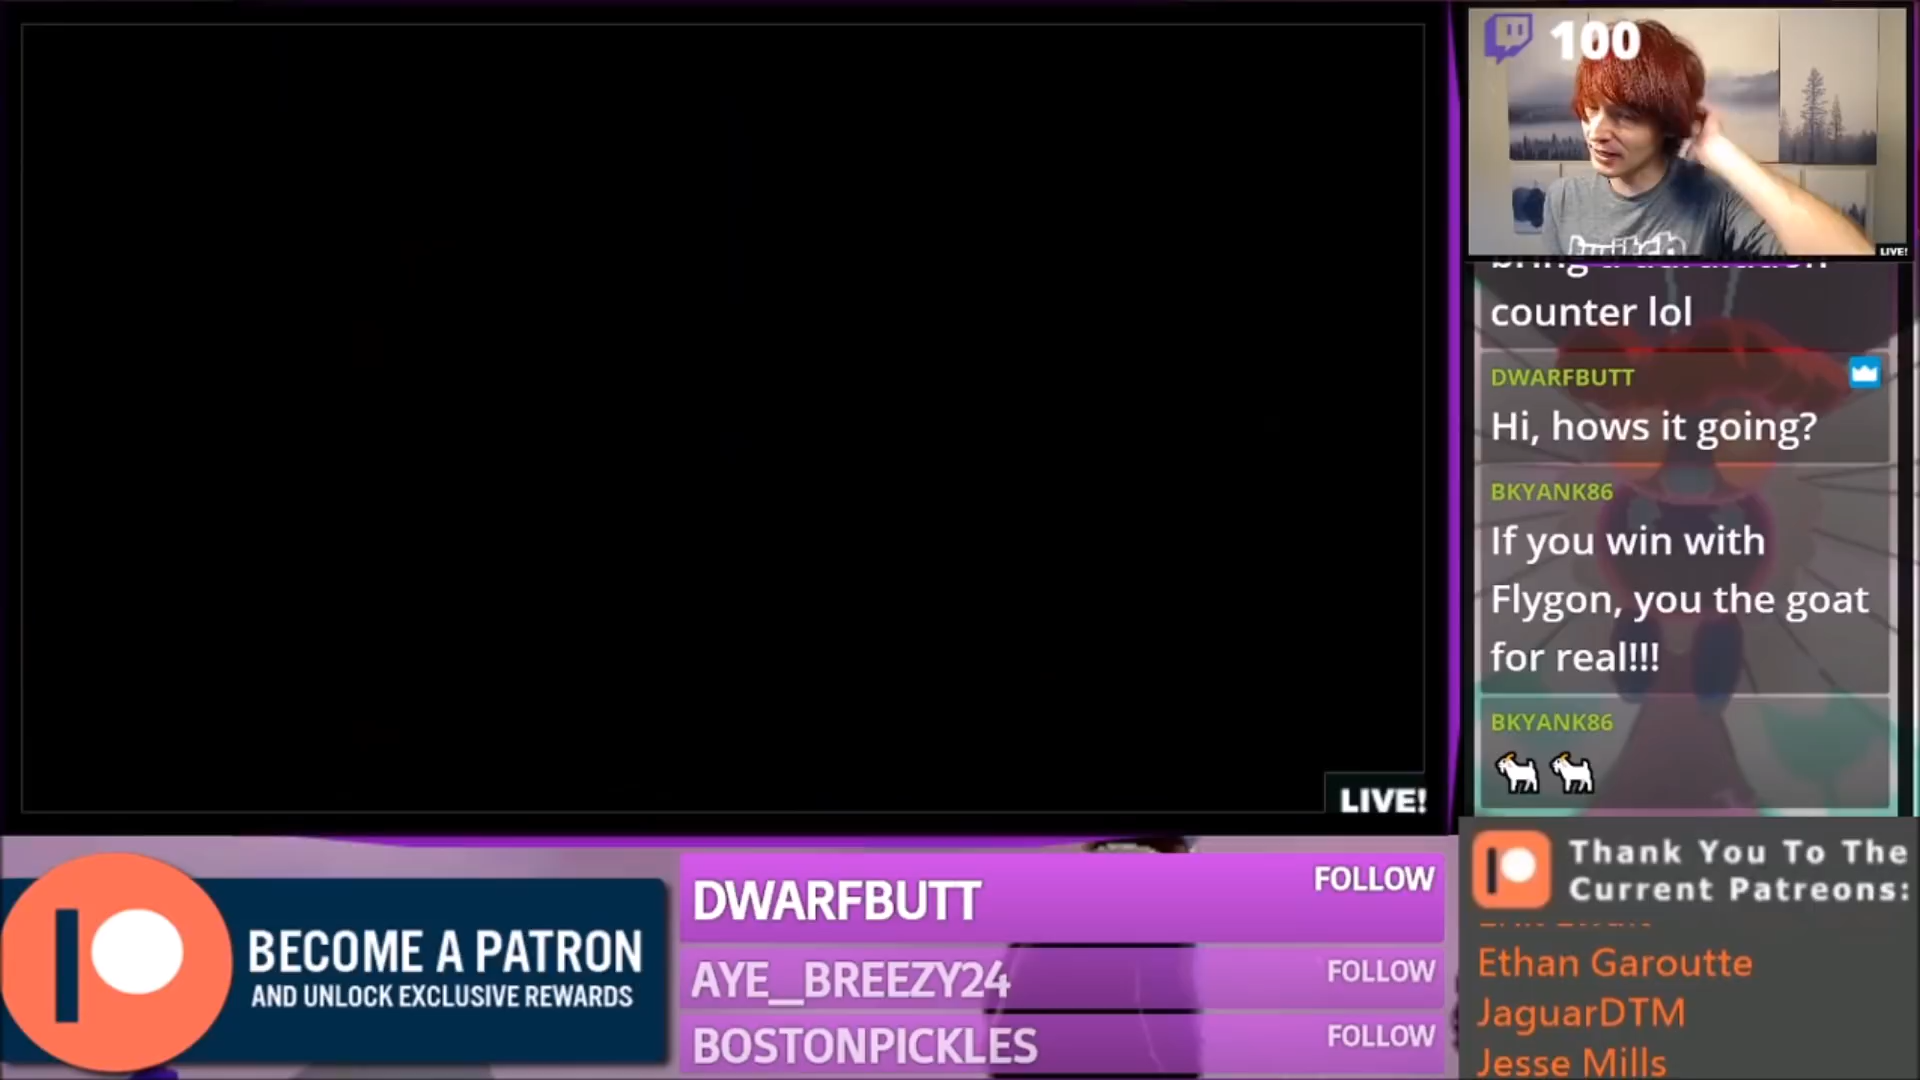 100
LIVE!
counter lol
DWARFBUTT
Hi, hows it going?
BKYANK86
If you win with
Flygon, you the goat
for real!!!
BKYANK86
LIVE!
BECOME A PATRON
AND UNLOCK EXCLUSIVE REWARDS
DWARFBUTT FOLLOW
AYE_BREEZY24 FOLLOW
BOSTONPICKLES FOLLOW
Thank You To The
Current Patreons:
Ethan Garoutte
JaguarDTM
Jesse Mills